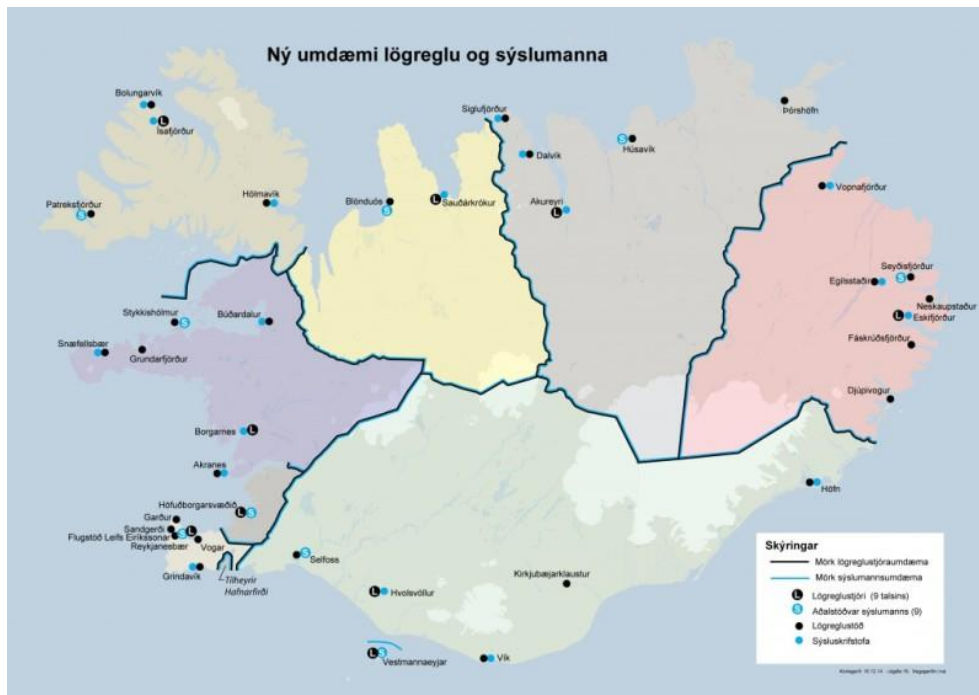 Ný umdæmi lögreglu og sýslumanna
Þórshöfn
Bolungarvík
Siglufjörður
Ísafjörður
Húsavík
Dalvík
Vopnafjörður
Hólmavík
Blönduós
Sauðárkrókur
Akureyri
Patreksfjörður
Seyðisfjörður
Egilsstaðir
Neskaupstaður
Stykkishólmur
Búðardalur
Eskifjörður
Snæfellsbær
Grundarfjörður
Fáskrúðsfjörður
Djúpivogur
Borgarnes
Akranes
Höfn
Höfuðborgarsvæðið
Garður
Sandgerði
Flugstöð Leifs Eiríkssonar
Reykjanesbær
Vogar
Selfoss
Grindavík
Tilheyrir
Hafnarfirði
Kirkjubæjarklaustur
Hvolsvöllur
Vestmannaeyjar
Vík
Skýringar
Mörk lögreglustjóraumdæma
Mörk sýslumannsumdæma
L Lögreglustjóri (9 talsins)
S Aðalstöðvar sýslumanns (9)
Lögreglustöð
Sýsluskrifstofa